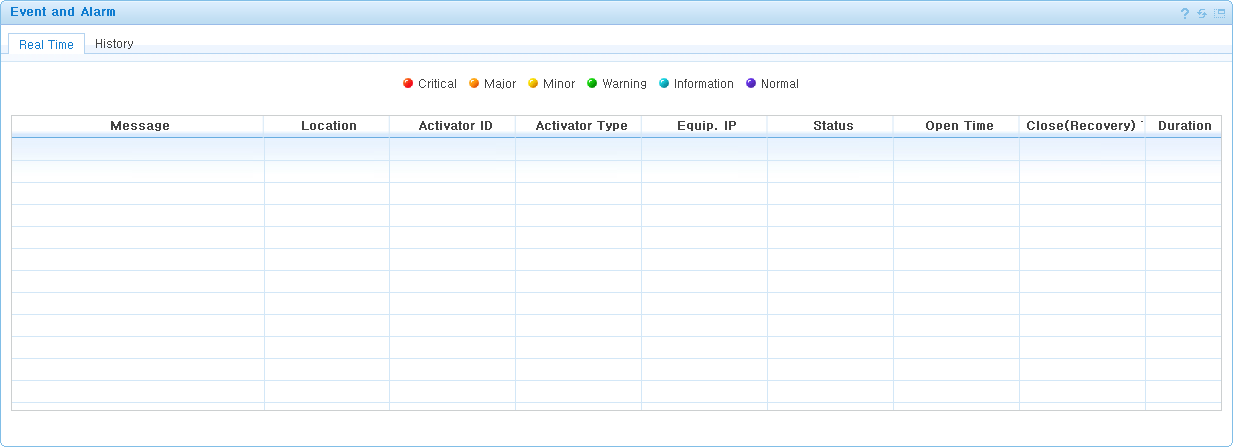 Event and Alarm ?
Real Time History
Critical Major Minor Warning Information Normal
Message Location Activator ID Activator Type Equip. IP Status Open Time Close(Recovery) Duration